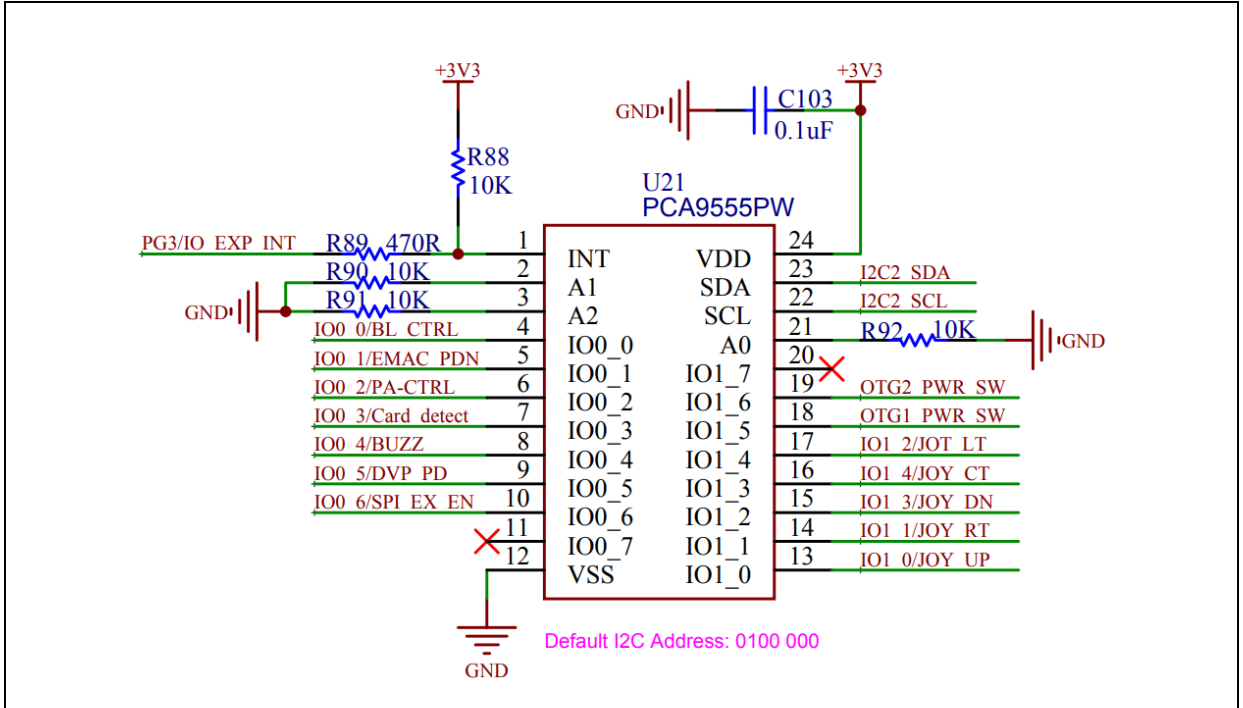 +3V3
+3V3
GND
C103
0.1uF
R88
10K
U21
PCA9555PW
PG3/IO_EXP_INT
R89 470R
1
INT
VDD
24
R90 10K
2
A1
SDA
23
I2C2_SDA
GND
R91 10K
3
A2
SCL
22
I2C2_SCL
IO0_0/BL_CTRL
4
IO0_0
A0
21
R92 10K
GND
IO0_1/EMAC_PDN
5
IO0_1
IO1_7
20
IO0_2/PA-CTRL
6
IO0_2
IO1_6
19
OTG2_PWR_SW
IO0_3/Card_detect
7
IO0_3
IO1_5
18
OTG1_PWR_SW
IO0_4/BUZZ
8
IO0_4
IO1_4
17
IO1_2/JOT_LT
IO0_5/DVP_PD
9
IO0_5
IO1_3
16
IO1_4/JOY_CT
IO0_6/SPI_EX_EN
10
IO0_6
IO1_2
15
IO1_3/JOY_DN
11
IO0_7
IO1_1
14
IO1_1/JOY_RT
12
VSS
IO1_0
13
IO1_0/JOY_UP
GND
Default I2C Address: 0100 000